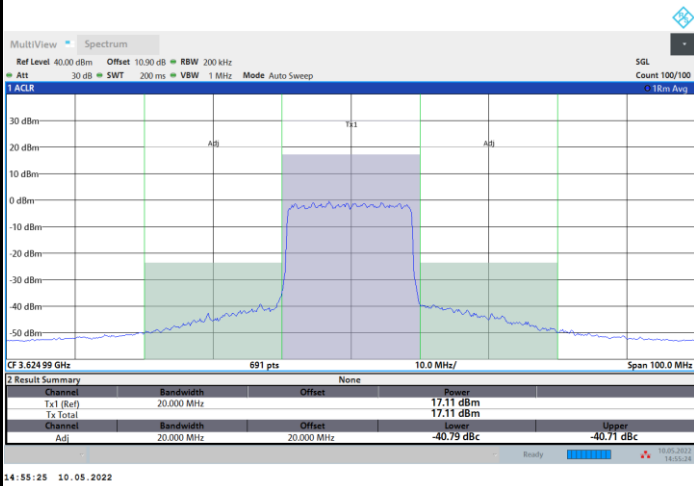 MultiView Spectrum
Ref Level 40.00 dBm Offset 10.90 dB RBW 200 kHz SGL
Att 30 dB SWT 200 ms VBW 1 MHz Mode Auto Sweep Count 100/100
1 ACLR 1Rm Avg
30 dBm
Tx1
20 dBm Adj Adj
10 dBm
0 dBm
-10 dBm
-20 dBm
-30 dBm
-40 dBm
-50 dBm
CF 3.624 99 GHz 691 pts 10.0 MHz/ Span 100.0 MHz
2 Result Summary None
Channel Bandwidth Offset Power
Tx1 (Ref) 20.000 MHz 17.11 dBm
Tx Total 17.11 dBm
Channel Bandwidth Offset Lower Upper
Adj 20.000 MHz 20.000 MHz -40.79 dBc -40.71 dBc
Ready 10.05.2022
14:55:24
14:55:25 10.05.2022